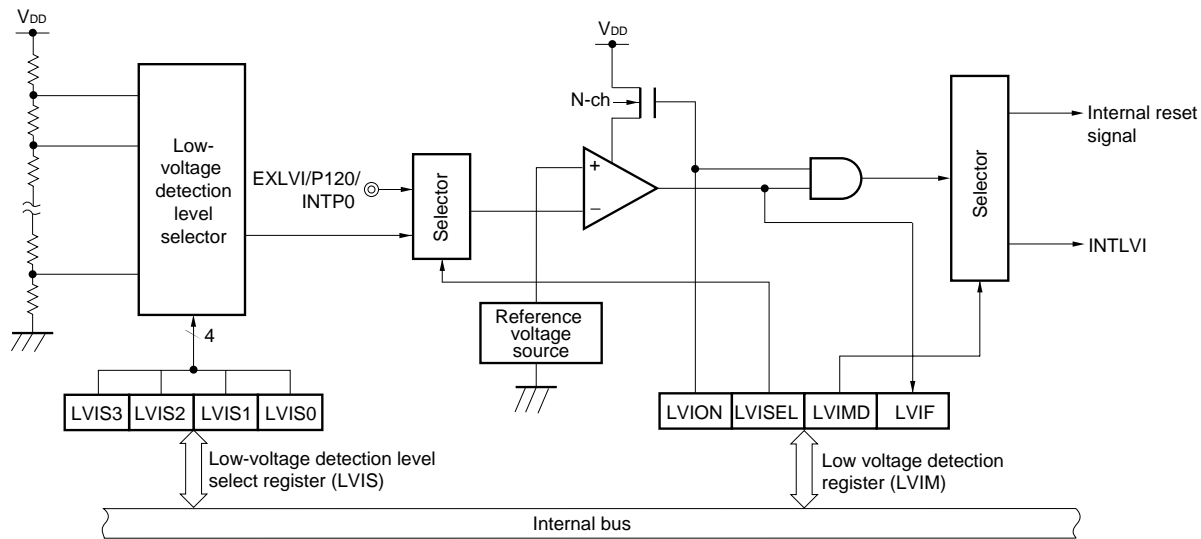 VDD
Low-
voltage
detection
level
selector
4
LVIS3 LVIS2 LVIS1 LVIS0
Low-voltage detection level
select register (LVIS)
EXLVI/P120/
INTP0
Selector
VDD
N-ch
+
−
Reference
voltage
source
Selector
Internal reset
signal
INTLVI
LVION LVISEL LVIMD LVIF
Low voltage detection
register (LVIM)
Internal bus